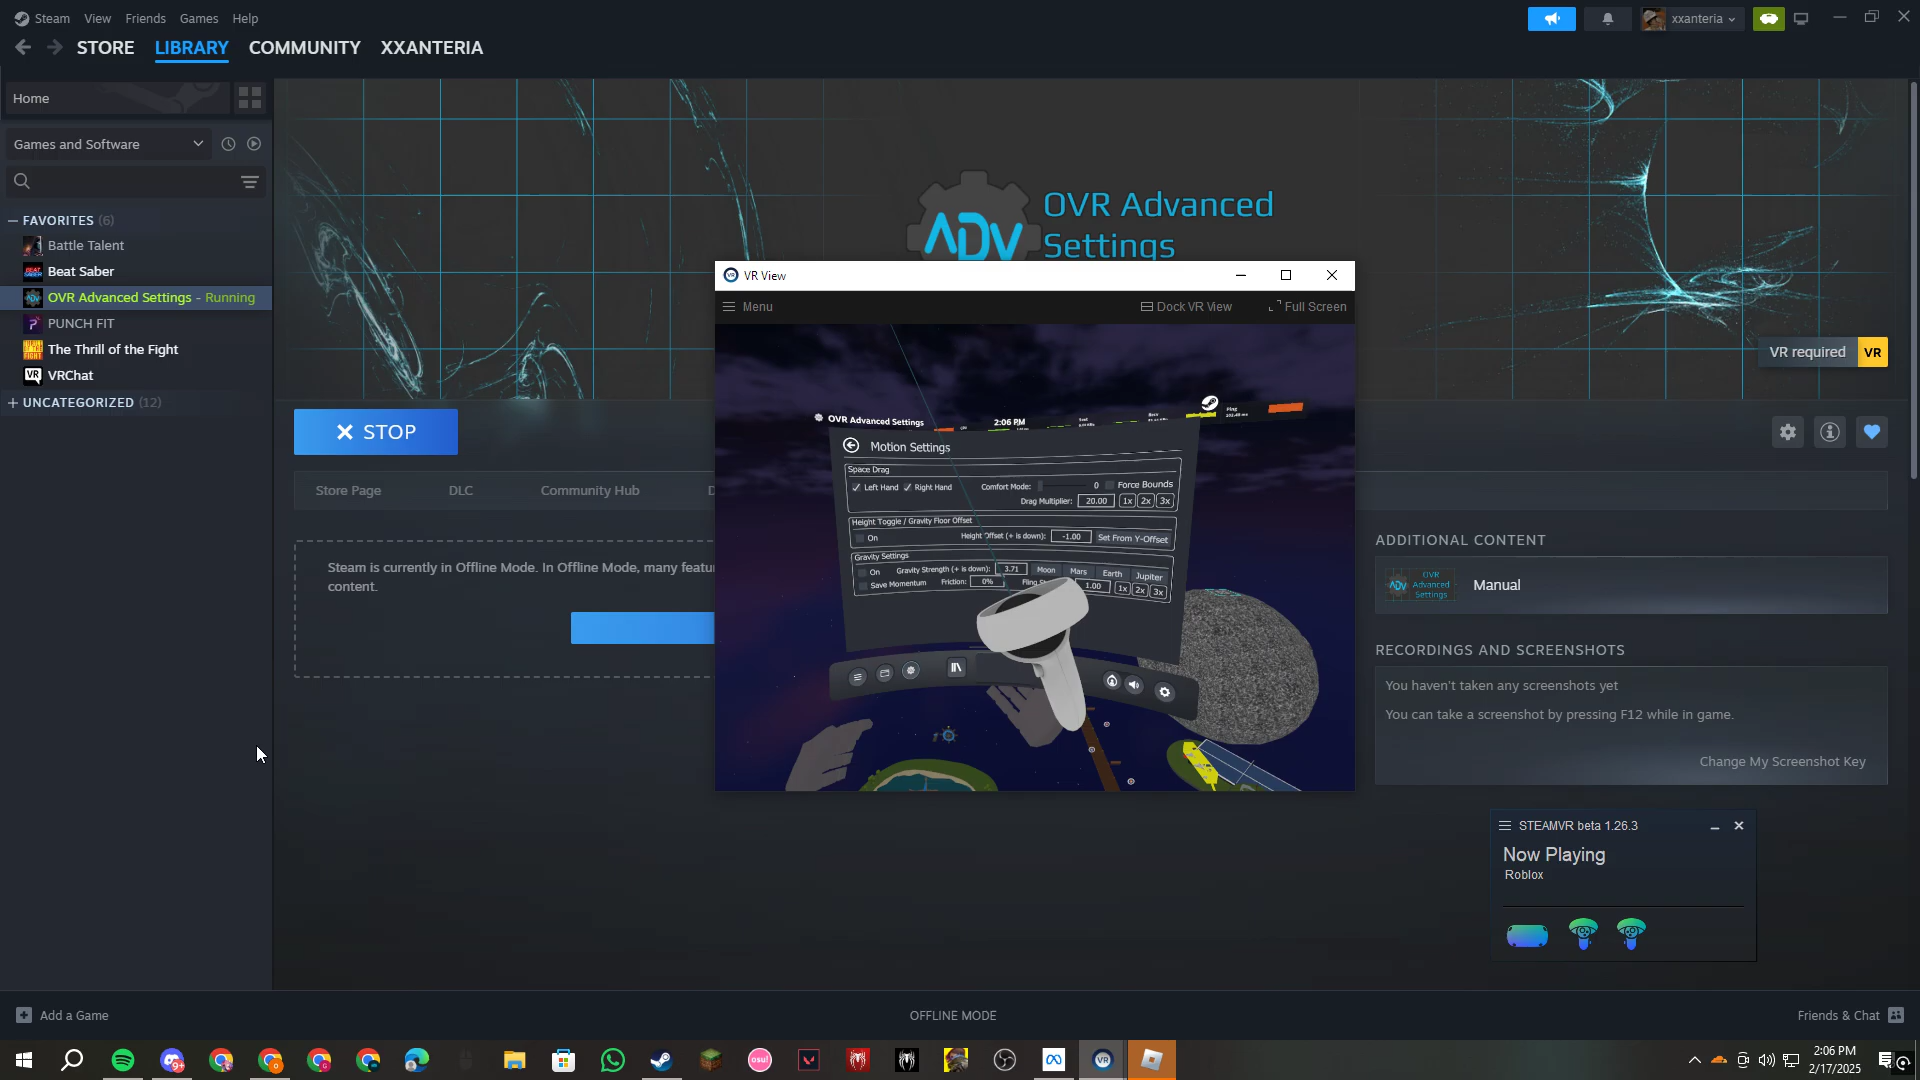 Steam View Friends Games Help
xxanteria
STORE LIBRARY COMMUNITY XXANTERIA
Home
Games and Software
FAVORITES (6)
Battle Talent
Beat Saber
OVR Advanced Settings - Running
PUNCH FIT
The Thrill of the Fight
VRChat
UNCATEGORIZED (12)
ADV
OVR Advanced
Settings
VR required VR
STOP
Store Page DLC Community Hub D
Steam is currently in Offline Mode. In Offline Mode, many featu
content.
VR View
Menu Dock VR View Full Screen
OVR Advanced Settings 2:06 PM
Motion Settings
Space Drag
Left Hand Right Hand Comfort Mode: 0 Force Bounds
Drag Multiplier: 20.00 1x 2x 3x
Height Toggle / Gravity Floor Offset
On Height Offset (+ is down): -1.00 Set From Y-Offset
Gravity Settings
On Gravity Strength (+ is down): 3.71 Moon Mars Earth Jupiter
Save Momentum Friction: 0% Fling 1.00 1x 2x 3x
ADDITIONAL CONTENT
ADV OVR Advanced Settings
Manual
RECORDINGS AND SCREENSHOTS
You haven't taken any screenshots yet
You can take a screenshot by pressing F12 while in game.
Change My Screenshot Key
STEAMVR beta 1.26.3
Now Playing
Roblox
Add a Game OFFLINE MODE Friends & Chat
9+
osu!
VR
2:06 PM
2/17/2025